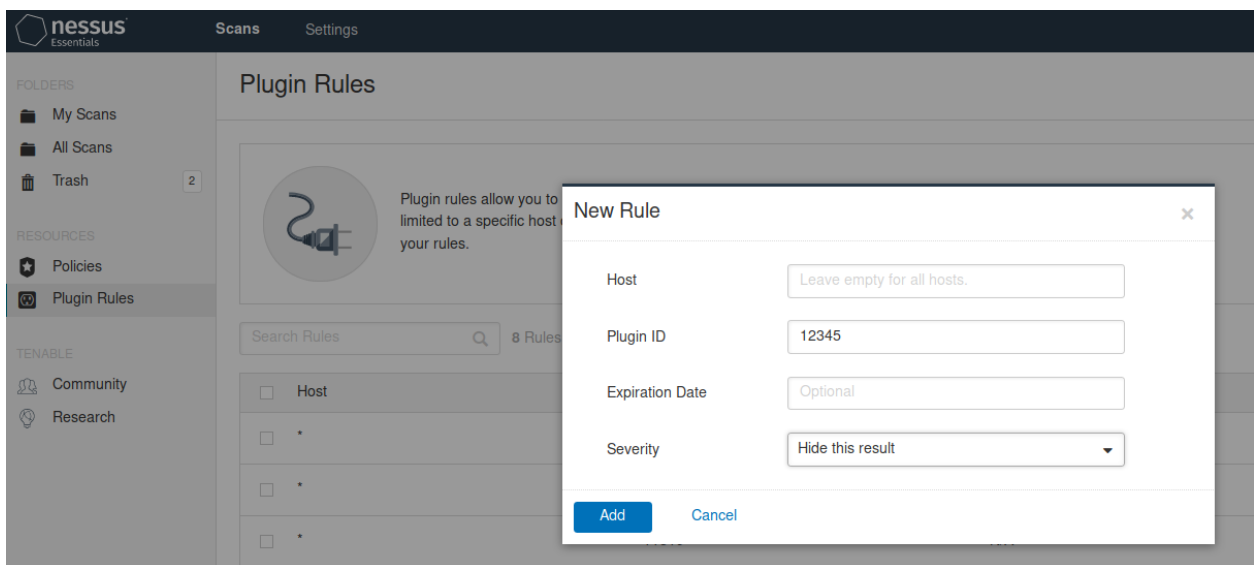 nessus
Essentials
Scans
Settings
FOLDERS
My Scans
All Scans
Trash
2
RESOURCES
Policies
Plugin Rules
TENABLE
Community
Research
Plugin Rules
Plugin rules allow you to
limited to a specific host
your rules.
Search Rules
8 Rules
Host
*
*
*
New Rule
×
Host
Leave empty for all hosts.
Plugin ID
12345
Expiration Date
Optional
Severity
Hide this result
Add
Cancel